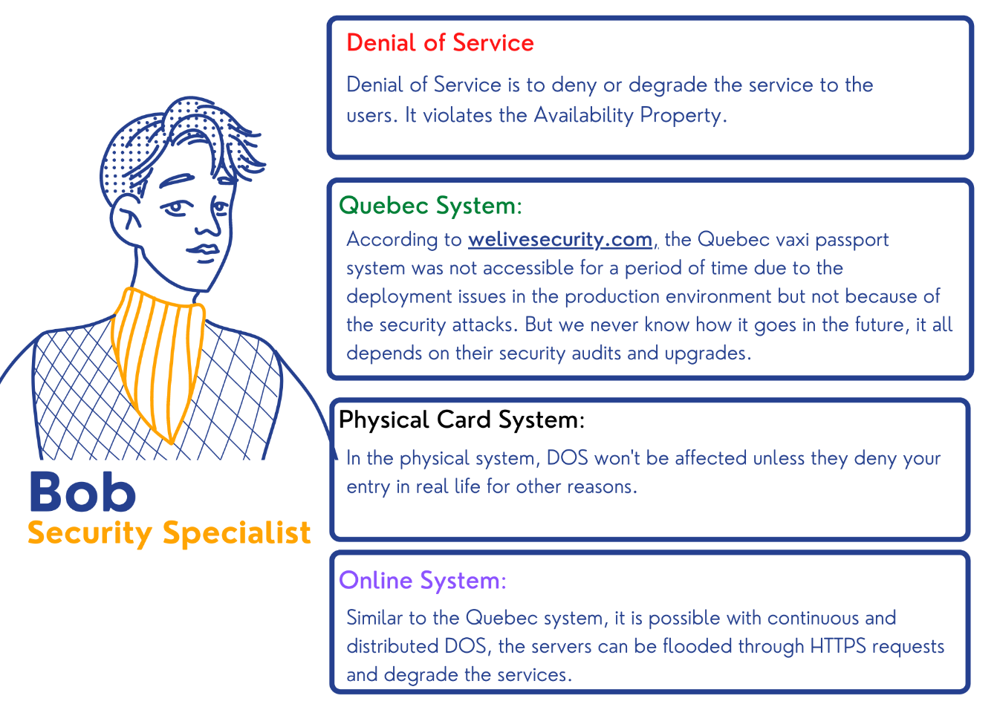 Denial of Service
Denial of Service is to deny or degrade the service to the
users. It violates the Availability Property.
Quebec System:
According to welivesecurity.com, the Quebec vaxi passport
system was not accessible for a period of time due to the
deployment issues in the production environment but not because of
the security attacks. But we never know how it goes in the future, it all
depends on their security audits and upgrades.
Physical Card System:
In the physical system, DOS won't be affected unless they deny your
entry in real life for other reasons.
Bob
Security Specialist
Online System:
Similar to the Quebec system, it is possible with continuous and
distributed DOS, the servers can be flooded through HTTPS requests
and degrade the services.